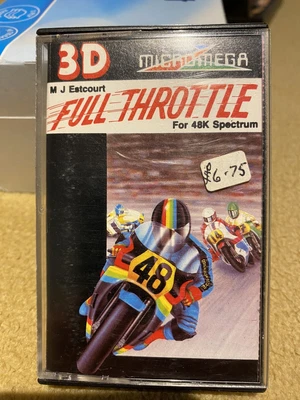 3D
MICROMEGA
M J Estcourt
FULL THROTTLE
For 48K Spectrum
£6.75
48